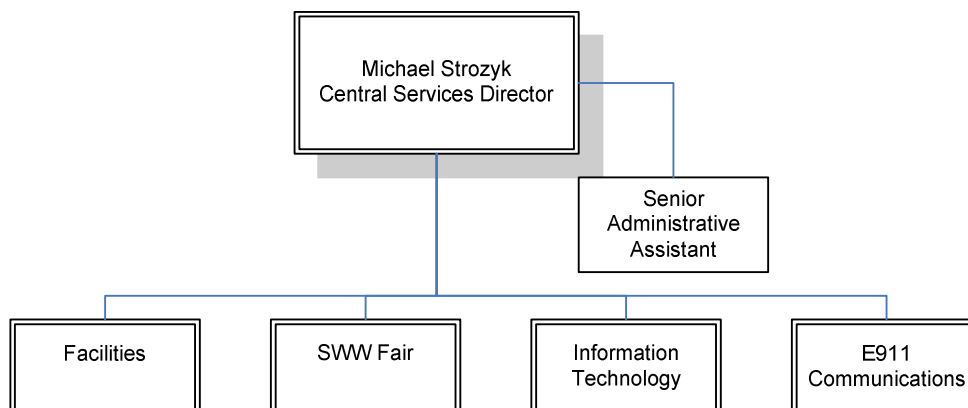 Michael Strozyk
Central Services Director
Senior
Administrative
Assistant
Facilities
SWW Fair
Information
Technology
E911
Communications